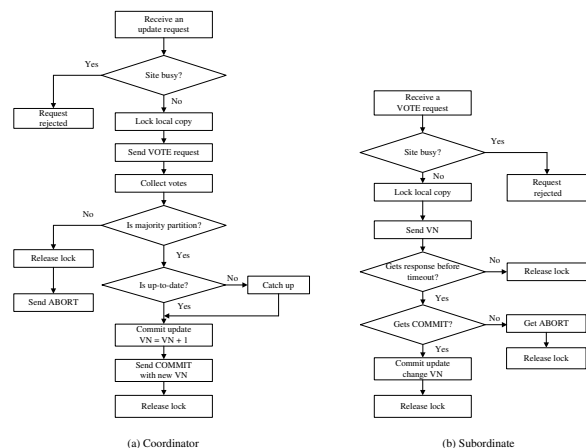 Receive an
update request
Yes
Site busy?
No
Request
rejected
Lock local copy
Send VOTE request
Collect votes
No
Is majority partition?
Yes
Release lock
Is up-to-date?
No
Catch up
Send ABORT
Yes
Commit update
VN = VN + 1
Send COMMIT
with new VN
Release lock
(a) Coordinator
Receive a
VOTE request
Site busy?
Yes
No
Request
rejected
Lock local copy
Send VN
Gets response before
timeout?
No
Release lock
Yes
Gets COMMIT?
No
Get ABORT
Yes
Release lock
Commit update
change VN
Release lock
(b) Subordinate